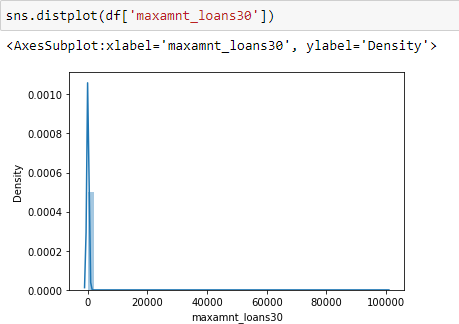 sns.distplot(df['maxamnt_loans30'])
<AxesSubplot:xlabel='maxamnt_loans30', ylabel='Density'>
0.0010
0.0008
0.0006
0.0004
0.0002
0.0000
Density
0 20000 40000 60000 80000 100000
maxamnt_loans30